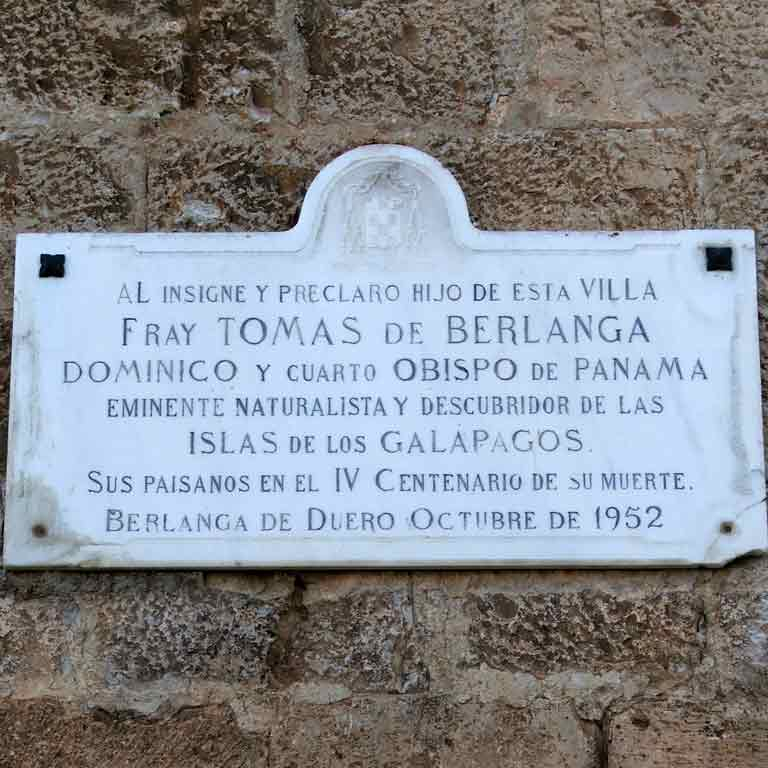 AL INSIGNE Y PRECLARO HIJO DE ESTA VILLA
FRAY TOMAS DE BERLANGA
DOMINICO Y CUARTO OBISPO DE PANAMA
EMINENTE NATURALISTA Y DESCUBRIDOR DE LAS
ISLAS DE LOS GALÁPAGOS.
SUS PAISANOS EN EL IV CENTENARIO DE SU MUERTE.
BERLANGA DE DUERO OCTUBRE DE 1952